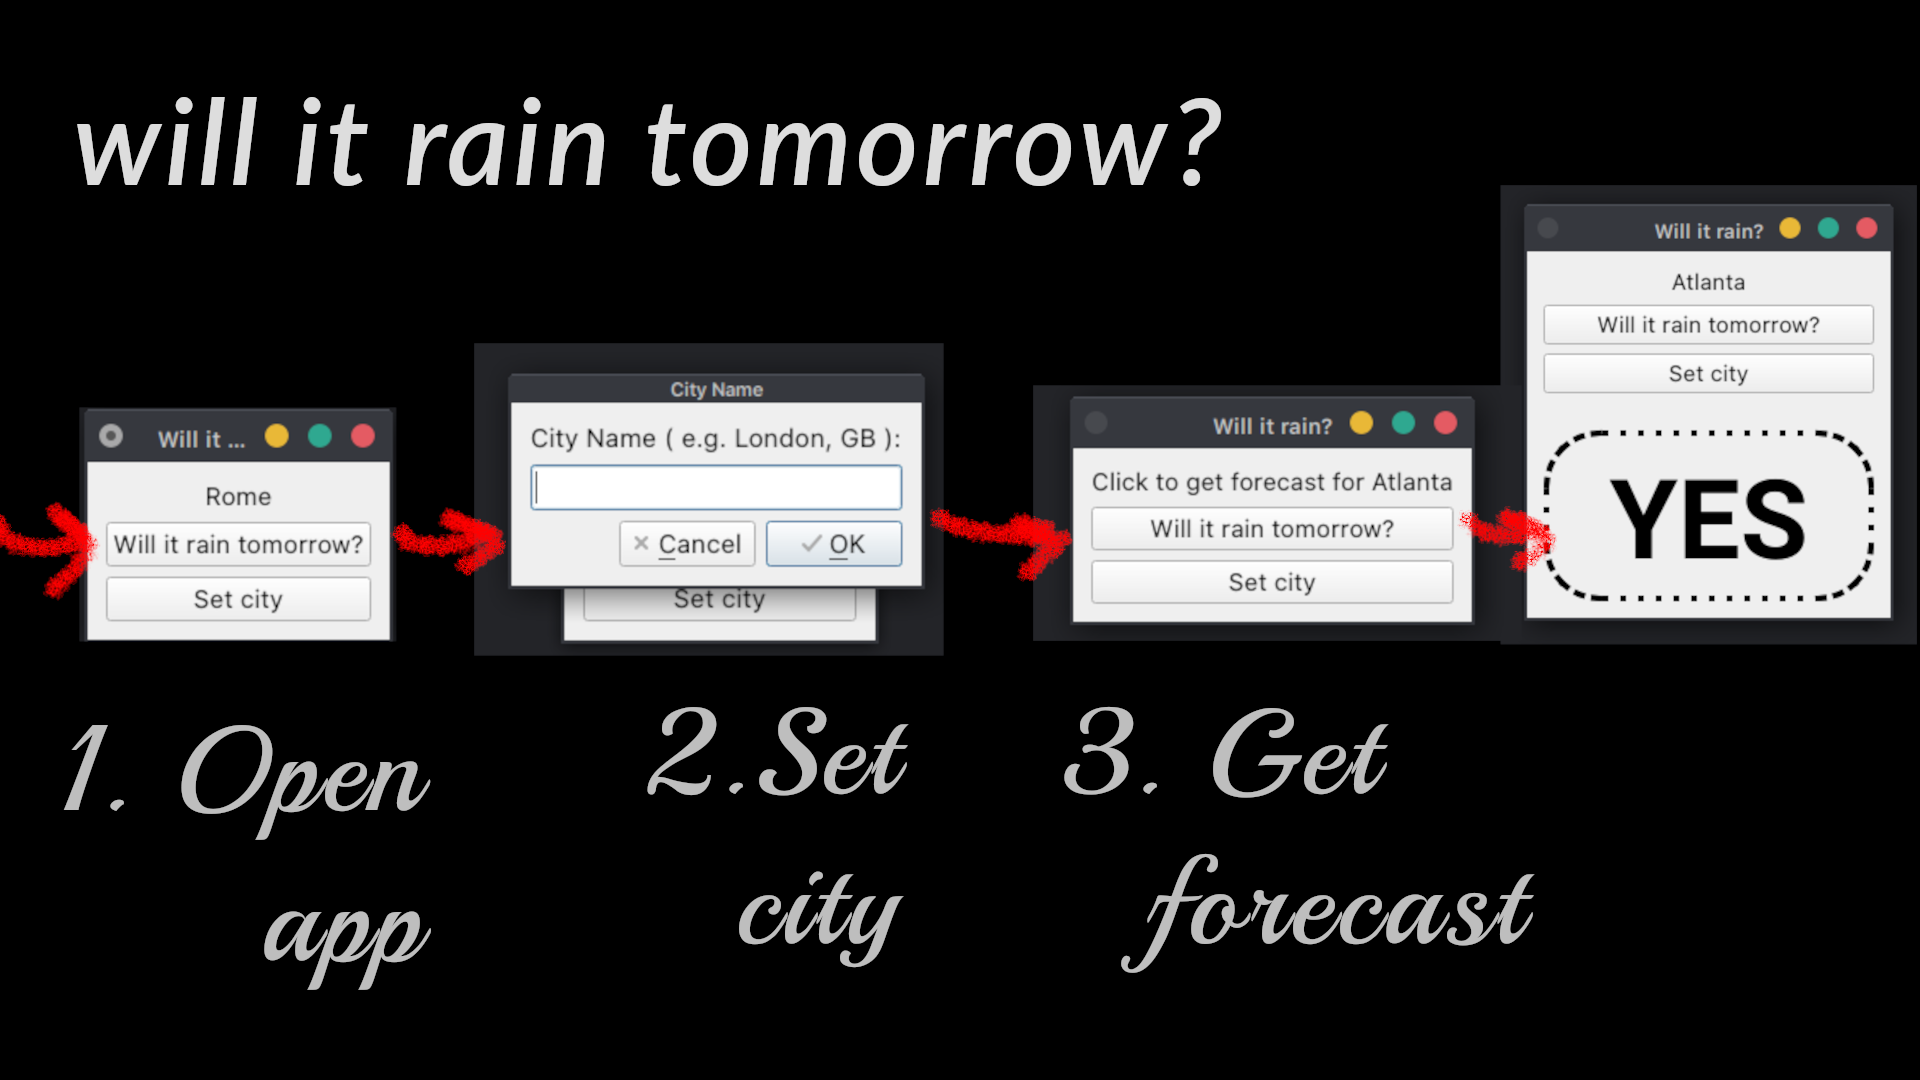 will it rain tomorrow?
Will it ...
Rome
Will it rain tomorrow?
Set city
City Name
City Name ( e.g. London, GB ):
Cancel
OK
Set city
Will it rain?
Click to get forecast for Atlanta
Will it rain tomorrow?
Set city
Will it rain?
Atlanta
Will it rain tomorrow?
Set city
YES
1. Open
app
2.Set
city
3. Get
forecast